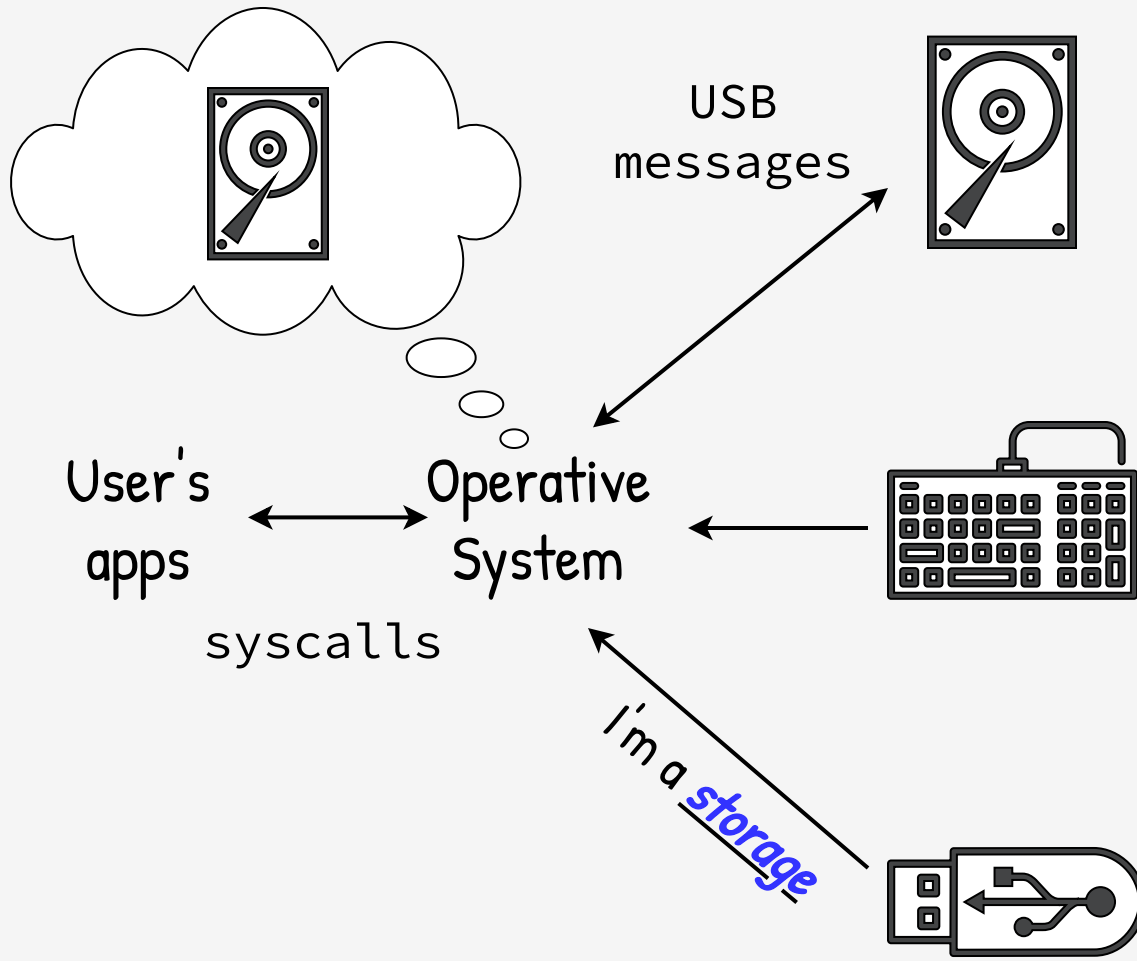 USB
messages
User's
apps
Operative
System
syscalls
I'm a storage